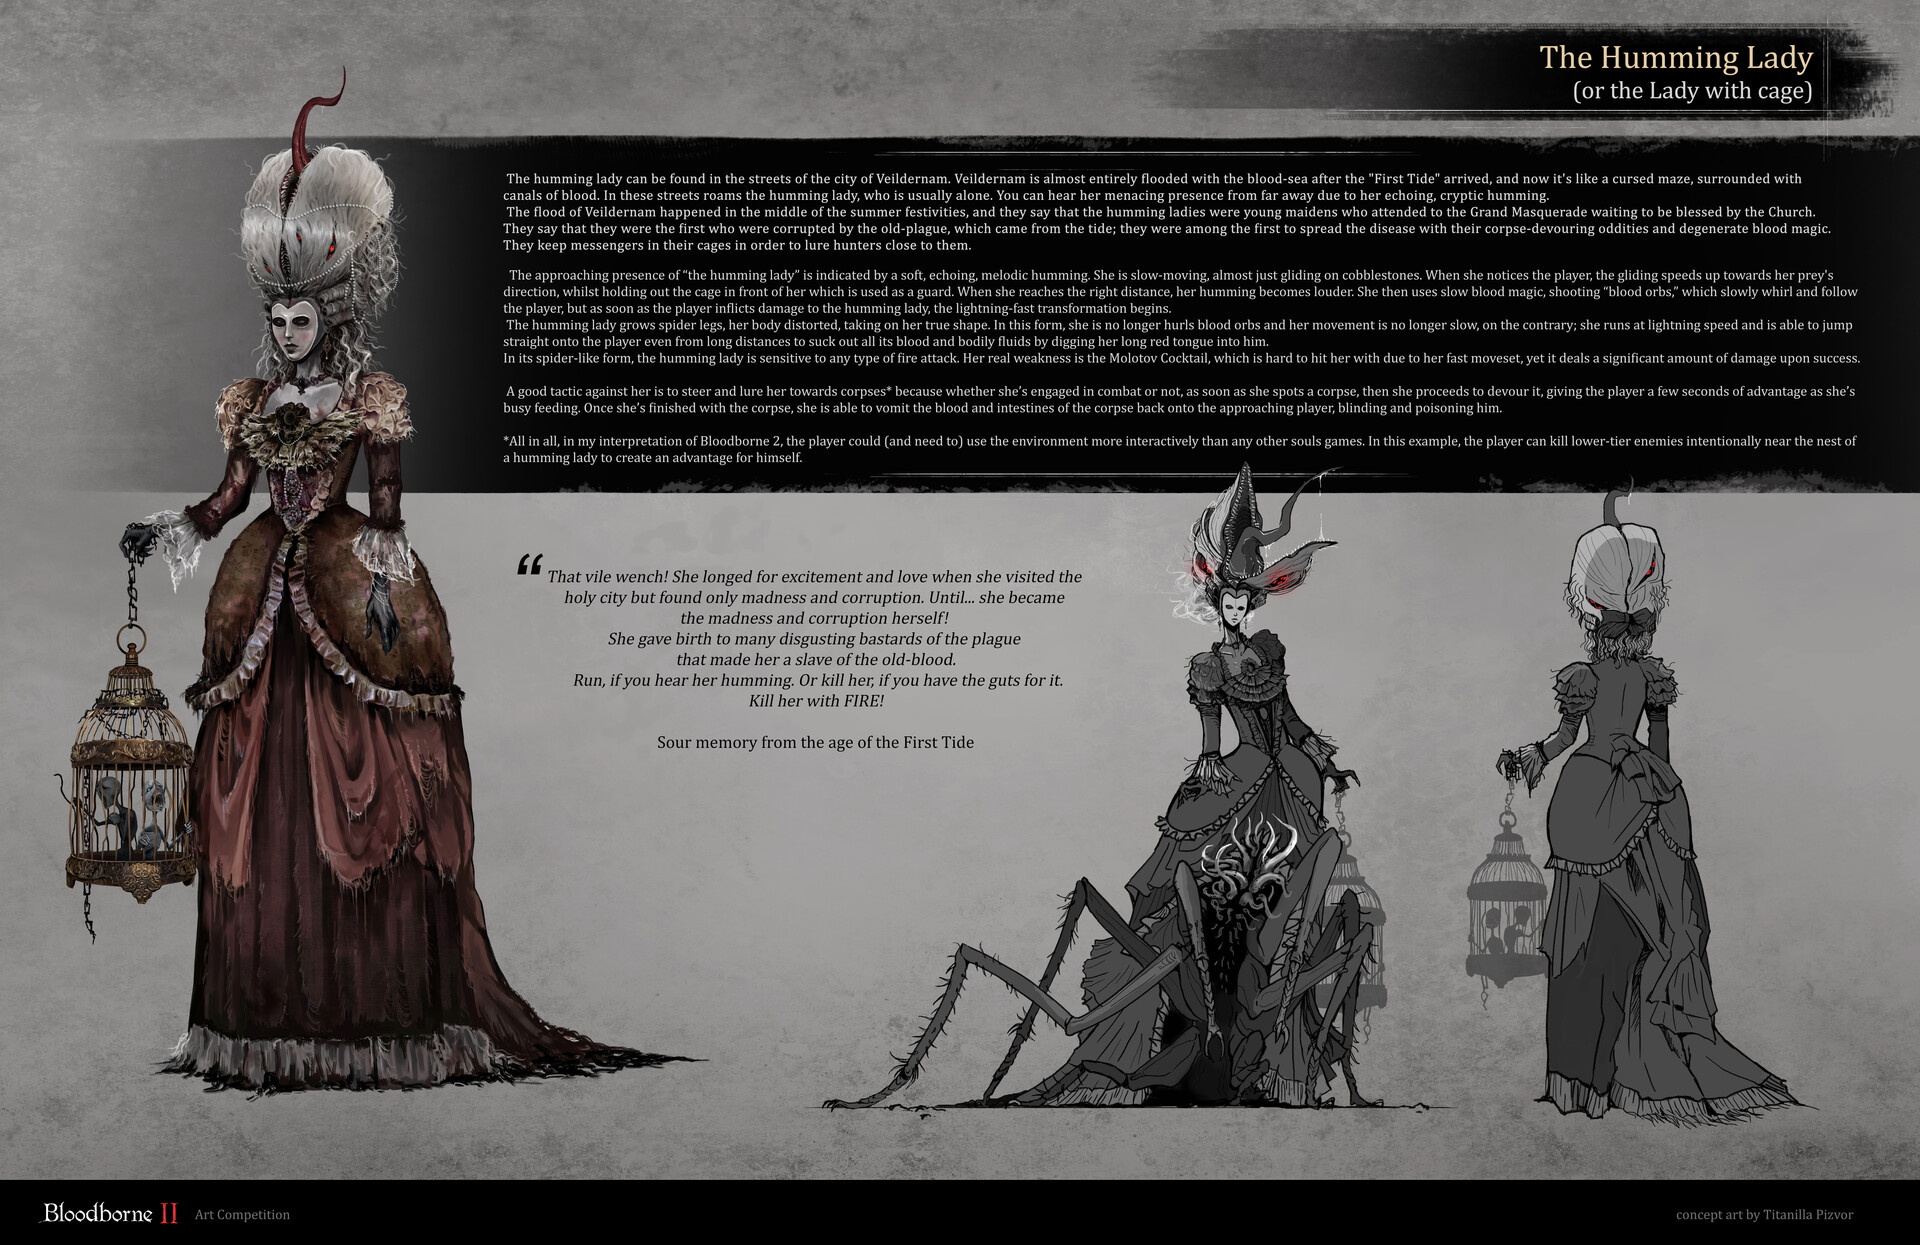 The Humming Lady
(or the Lady with cage)
The humming lady can be found in the streets of the city of Veildernam. Veildernam is almost entirely flooded with the blood-sea after the "First Tide" arrived, and now it's like a cursed maze, surrounded with
canals of blood. In these streets roams the humming lady, who is usually alone. You can hear her menacing presence from far away due to her echoing, cryptic humming.
The flood of Veildernam happened in the middle of the summer festivities, and they say that the humming ladies were young maidens who attended to the Grand Masquerade waiting to be blessed by the Church.
They say that they were the first who were corrupted by the old-plague, which came from the tide; they were among the first to spread the disease with their corpse-devouring oddities and degenerate blood magic.
They keep messengers in their cages in order to lure hunters close to them.
The approaching presence of “the humming lady” is indicated by a soft, echoing, melodic humming. She is slow-moving, almost just gliding on cobblestones. When she notices the player, the gliding speeds up towards her prey's
direction, whilst holding out the cage in front of her which is used as a guard. When she reaches the right distance, her humming becomes louder. She then uses slow blood magic, shooting “blood orbs,” which slowly whirl and follow
the player, but as soon as the player inflicts damage to the humming lady, the lightning-fast transformation begins.
The humming lady grows spider legs, her body distorted, taking on her true shape. In this form, she is no longer hurls blood orbs and her movement is no longer slow, on the contrary; she runs at lightning speed and is able to jump
straight onto the player even from long distances to suck out all its blood and bodily fluids by digging her long red tongue into him.
In its spider-like form, the humming lady is sensitive to any type of fire attack. Her real weakness is the Molotov Cocktail, which is hard to hit her with due to her fast moveset, yet it deals a significant amount of damage upon success.
A good tactic against her is to steer and lure her towards corpses* because whether she’s engaged in combat or not, as soon as she spots a corpse, then she proceeds to devour it, giving the player a few seconds of advantage as she’s
busy feeding. Once she’s finished with the corpse, she is able to vomit the blood and intestines of the corpse back onto the approaching player, blinding and poisoning him.
*All in all, in my interpretation of Bloodborne 2, the player could (and need to) use the environment more interactively than any other souls games. In this example, the player can kill lower-tier enemies intentionally near the nest of
a humming lady to create an advantage for himself.
“ That vile wench! She longed for excitement and love when she visited the
holy city but found only madness and corruption. Until... she became
the madness and corruption herself!
She gave birth to many disgusting bastards of the plague
that made her a slave of the old-blood.
Run, if you hear her humming. Or kill her, if you have the guts for it.
Kill her with FIRE!
Sour memory from the age of the First Tide
Bloodborne II Art Competition
concept art by Titanilla Pizvor